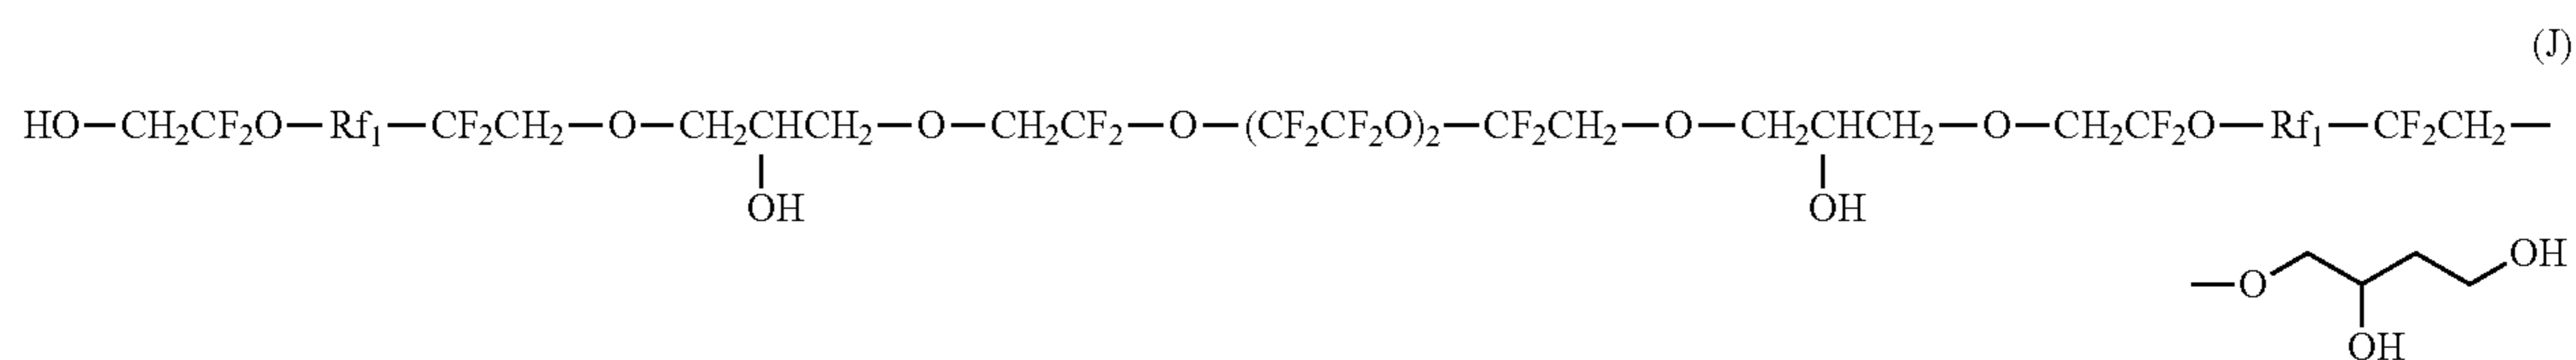 (J)
HO—CH₂CF₂O—Rf₁—CF₂CH₂—O—CH₂CHCH₂—O—CH₂CF₂—O—(CF₂CF₂O)₂—CF₂CH₂—O—CH₂CHCH₂—O—CH₂CF₂O—Rf₁—CF₂CH₂—
OH OH
—O OH
OH